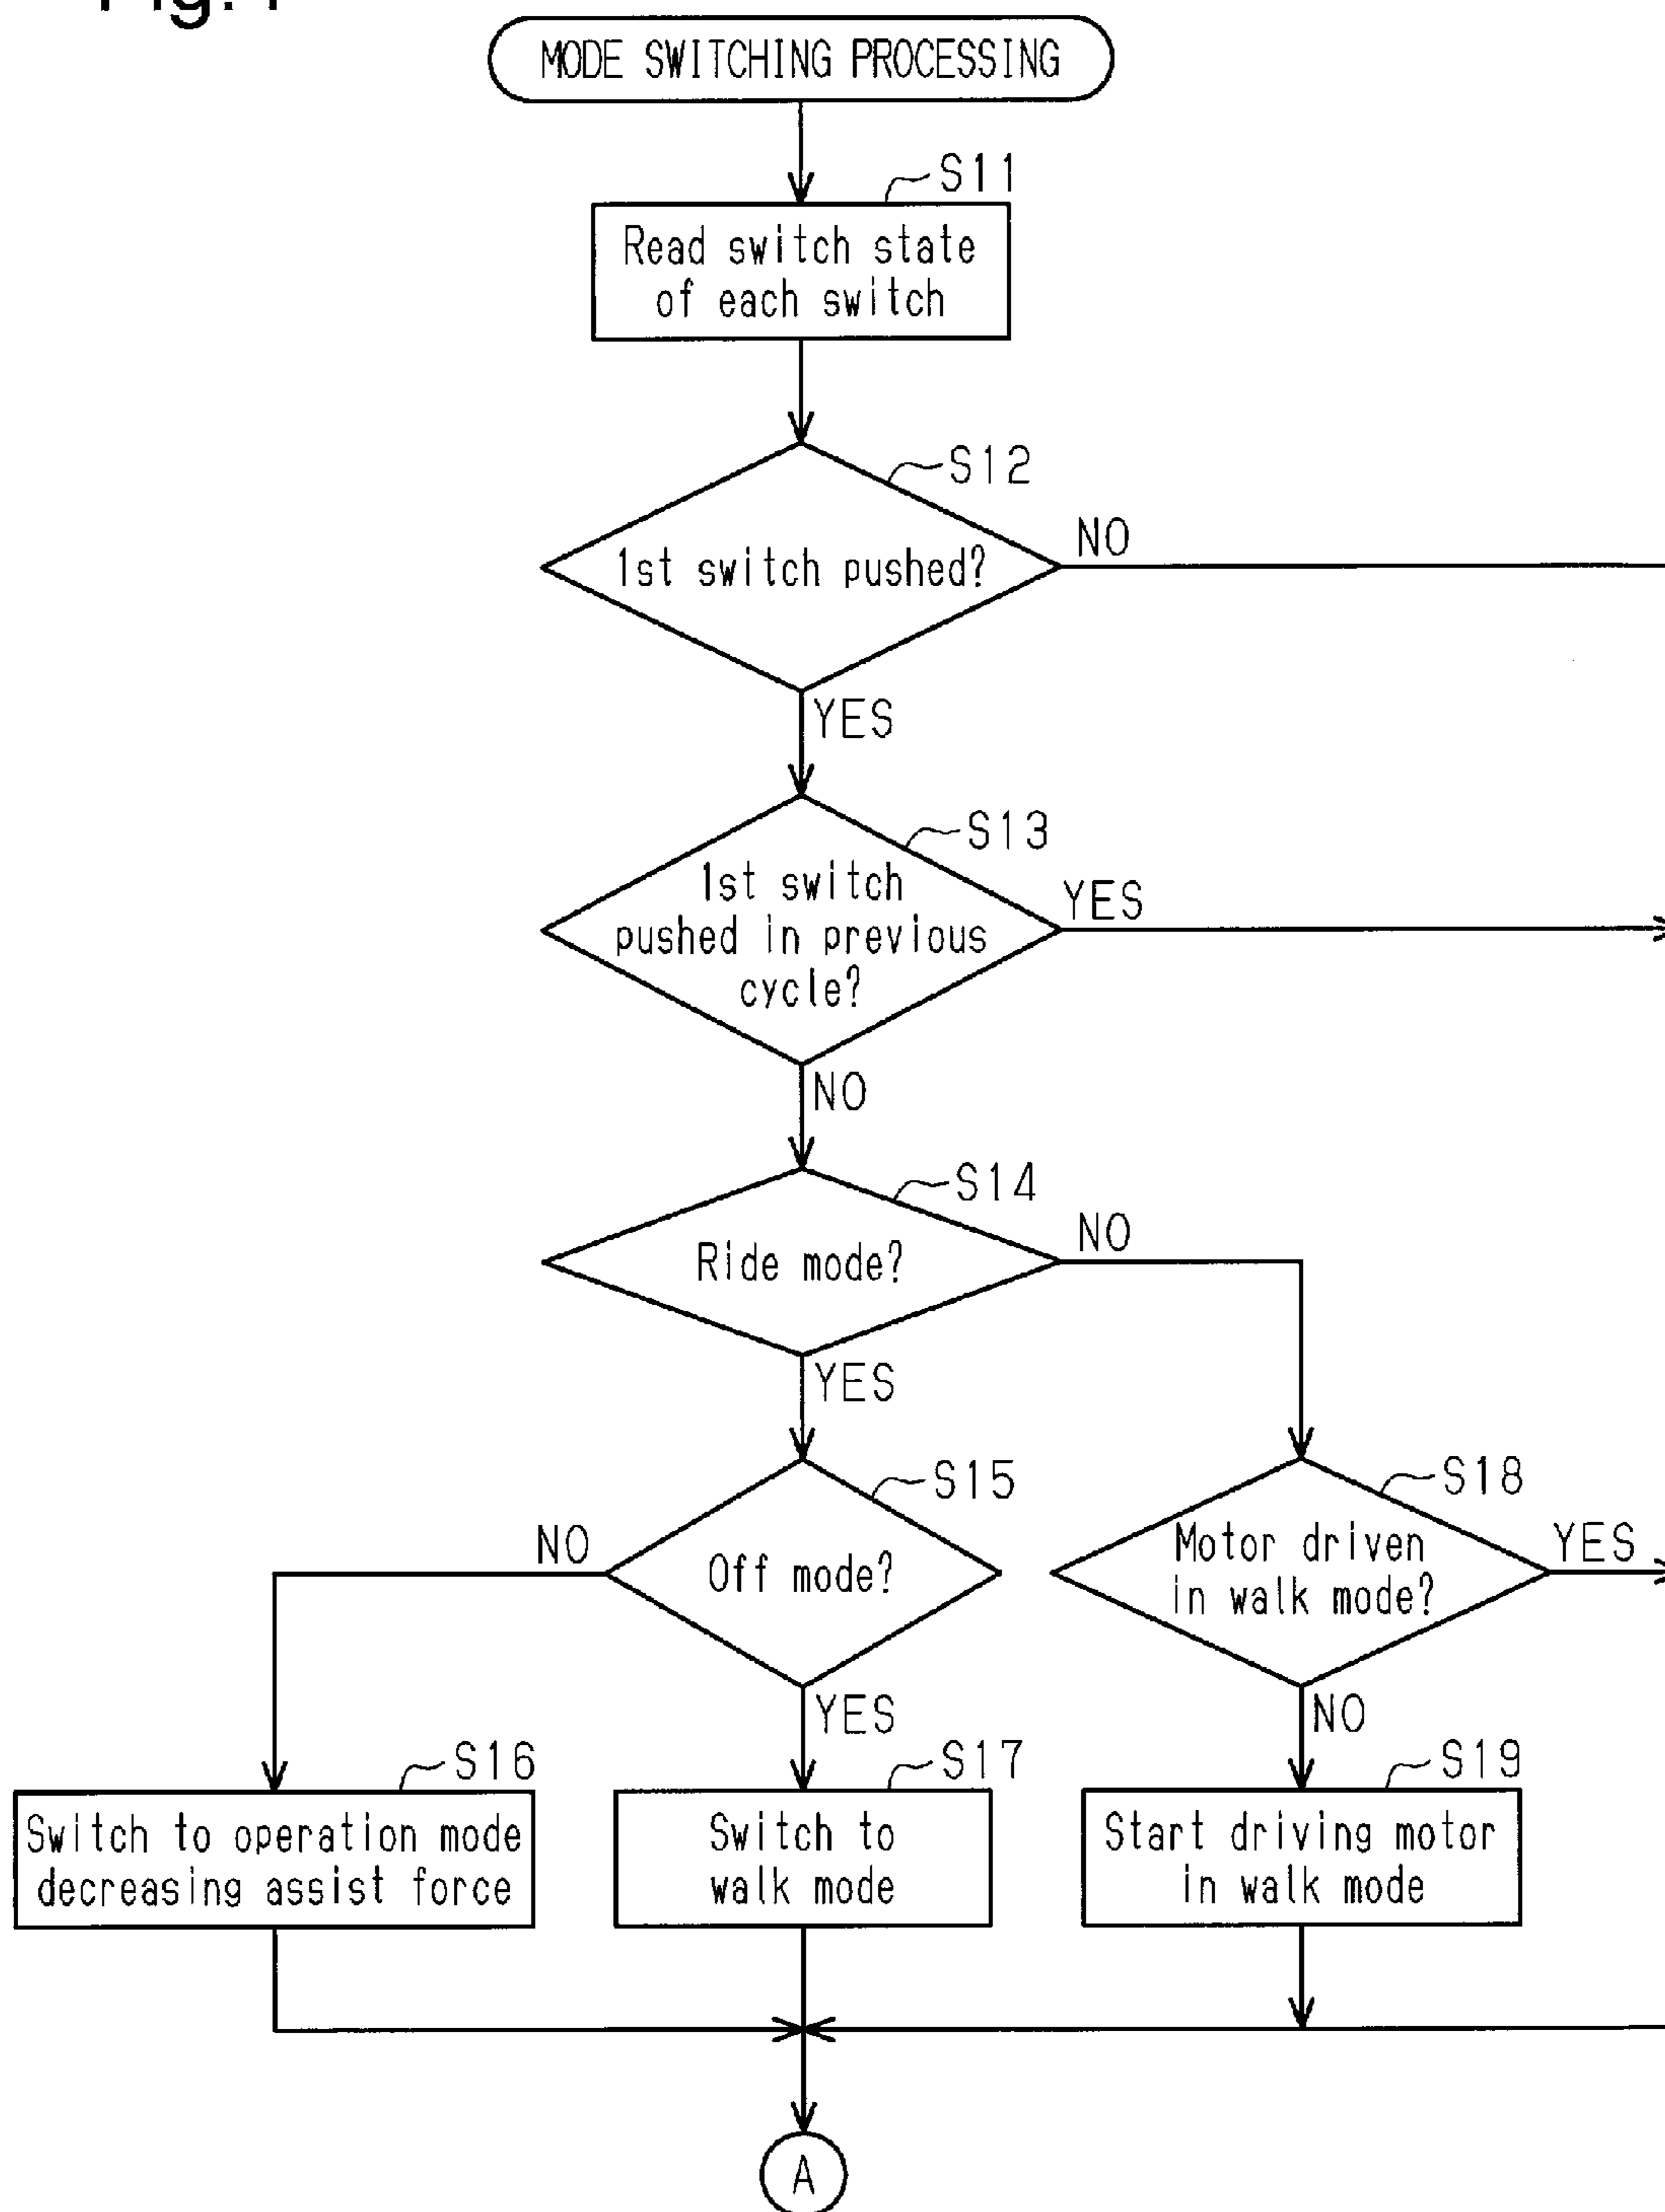 MODE SWITCHING PROCESSING
S11
Read switch state
of each switch
S12
1st switch pushed?
NO
YES
S13
1st switch
pushed in previous
cycle?
YES
NO
S14
Ride mode?
NO
YES
S15
Off mode?
NO
YES
S18
Motor driven
in walk mode?
YES
NO
S16
Switch to operation mode
decreasing assist force
S17
Switch to
walk mode
S19
Start driving motor
in walk mode
A